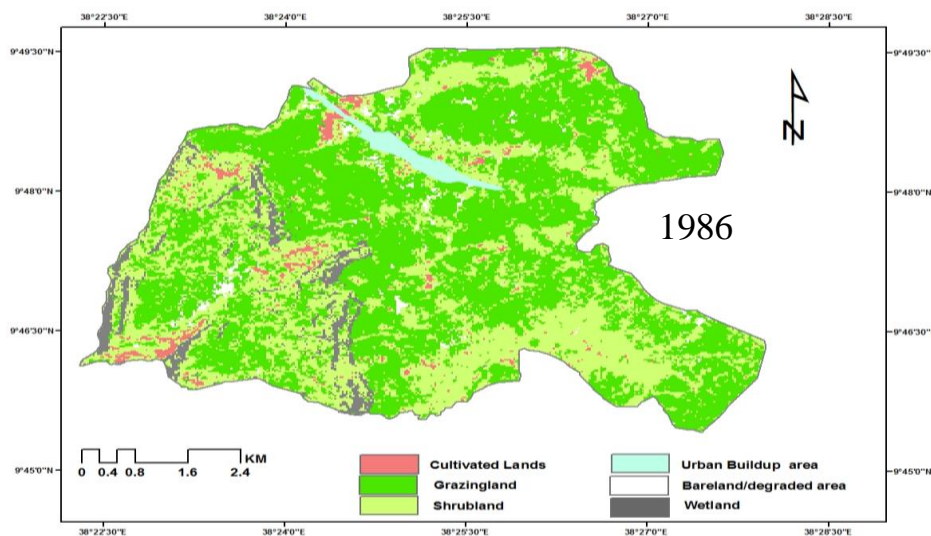 38°22'30"E 38°24'0"E 38°25'30"E 38°27'0"E 38°28'30"E
9°49'30"N 9°49'30"N
N
9°48'0"N 9°48'0"N
1986
9°46'30"N 9°46'30"N
KM
0 0.4 0.8 1.6 2.4
Cultivated Lands Urban Buildup area
Grazingland Bareland/degraded area
Shrubland Wetland
9°45'0"N 9°45'0"N
38°22'30"E 38°24'0"E 38°25'30"E 38°27'0"E 38°28'30"E